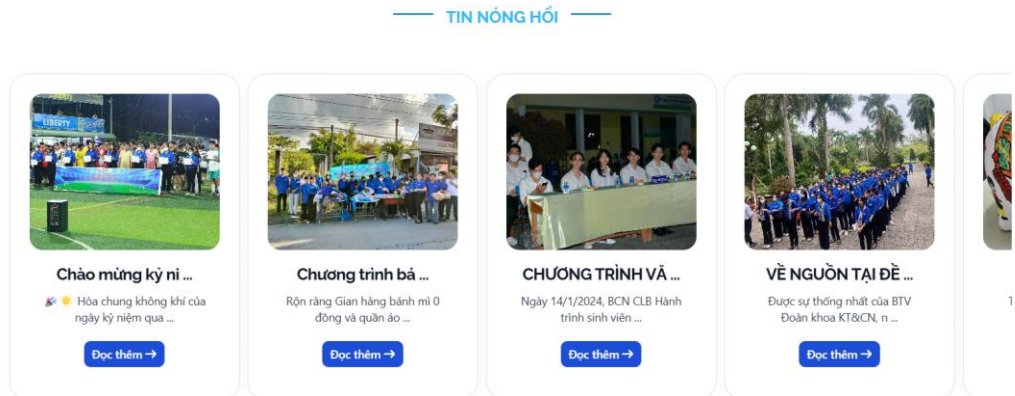 TIN NÓNG HỔI
LIBERTY
Chào mừng kỷ ni ...
🎉 ☀️ Hòa chung không khí của
ngày kỷ niệm qua ...
Đọc thêm →
Chương trình bá ...
Rộn ràng Gian hàng bánh mì 0
đồng và quần áo ...
Đọc thêm →
CHƯƠNG TRÌNH VĂ ...
Ngày 14/1/2024, BCN CLB Hành
trình sinh viên ...
Đọc thêm →
VỀ NGUỒN TẠI ĐỀ ...
Được sự thống nhất của BTV
Đoàn khoa KT&CN, n ...
Đọc thêm →
T